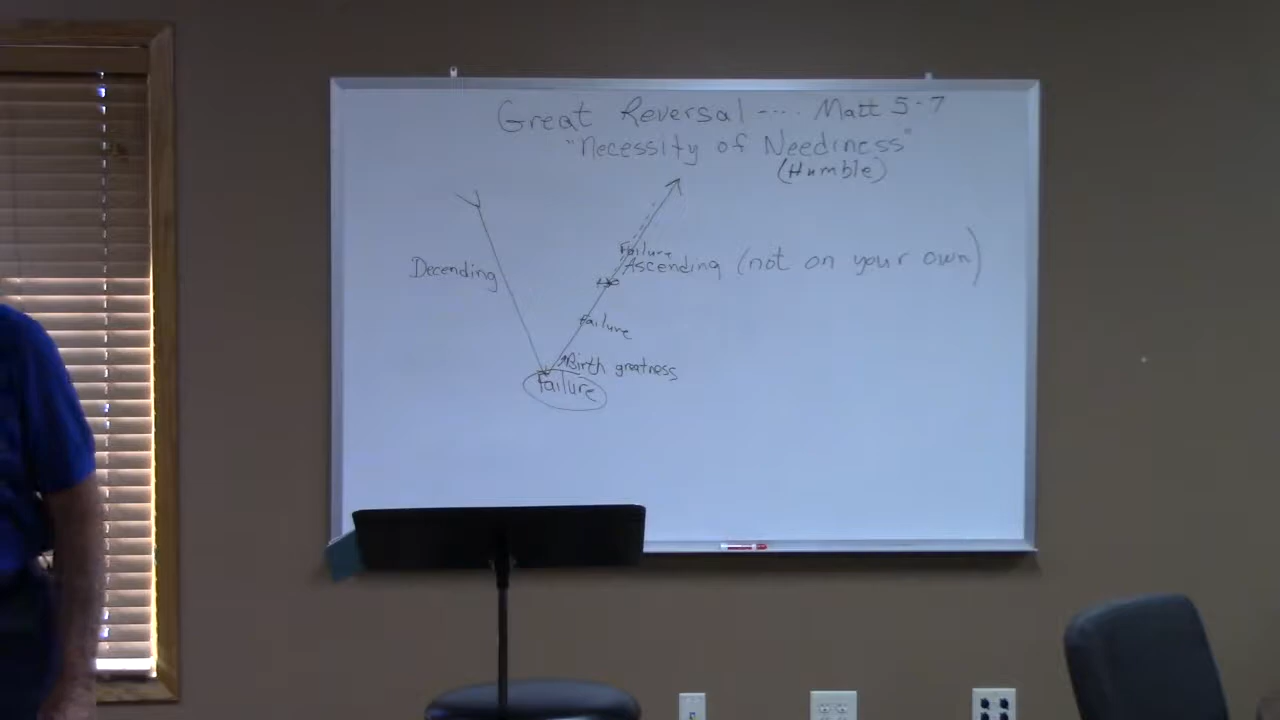 Great Reversal ---- Matt 5-7
"Necessity of Neediness"
(Humble)
Failure
Decending
Ascending (not on your own)
Failure
Birth greatness
Failure